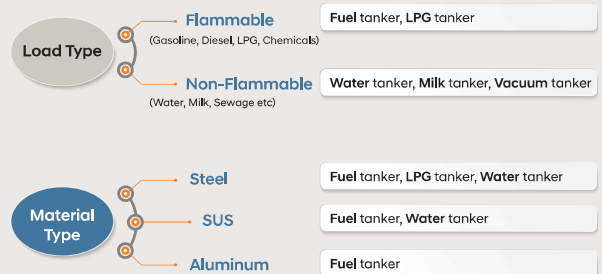 Load Type
Flammable
(Gasoline, Diesel, LPG, Chemicals)
Fuel tanker, LPG tanker
Non-Flammable
(Water, Milk, Sewage etc)
Water tanker, Milk tanker, Vacuum tanker
Material
Type
Steel
Fuel tanker, LPG tanker, Water tanker
SUS
Fuel tanker, Water tanker
Aluminum
Fuel tanker